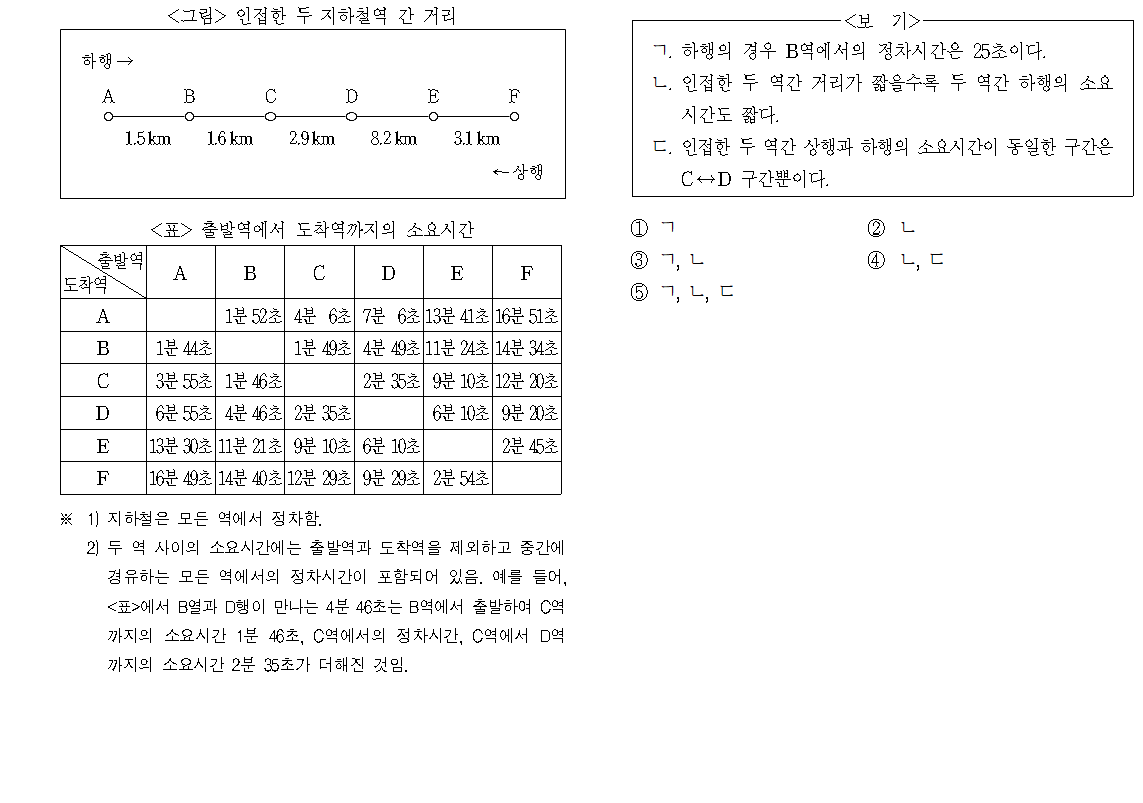 <그림> 인접한 두 지하철역 간 거리
하행→
A B C D E F
1.5 km 1.6 km 2.9 km 8.2 km 3.1 km
←상행
<표> 출발역에서 도착역까지의 소요시간
출발역
도착역
A B C D E F
A 1분 52초 4분 6초 7분 6초 13분 41초 16분 51초
B 1분 44초 1분 49초 4분 49초 11분 24초 14분 34초
C 3분 55초 1분 46초 2분 35초 9분 10초 12분 20초
D 6분 55초 4분 46초 2분 35초 6분 10초 9분 20초
E 13분 30초 11분 21초 9분 10초 6분 10초 2분 45초
F 16분 49초 14분 40초 12분 29초 9분 29초 2분 54초
※ 1) 지하철은 모든 역에서 정차함.
2) 두 역 사이의 소요시간에는 출발역과 도착역을 제외하고 중간에
경유하는 모든 역에서의 정차시간이 포함되어 있음. 예를 들어,
<표>에서 B열과 D행이 만나는 4분 46초는 B역에서 출발하여 C역
까지의 소요시간 1분 46초, C역에서의 정차시간, C역에서 D역
까지의 소요시간 2분 35초가 더해진 것임.
<보 기>
ㄱ. 하행의 경우 B역에서의 정차시간은 25초이다.
ㄴ. 인접한 두 역간 거리가 짧을수록 두 역간 하행의 소요
시간도 짧다.
ㄷ. 인접한 두 역간 상행과 하행의 소요시간이 동일한 구간은
C↔D 구간뿐이다.
① ㄱ ② ㄴ
③ ㄱ, ㄴ ④ ㄴ, ㄷ
⑤ ㄱ, ㄴ, ㄷ